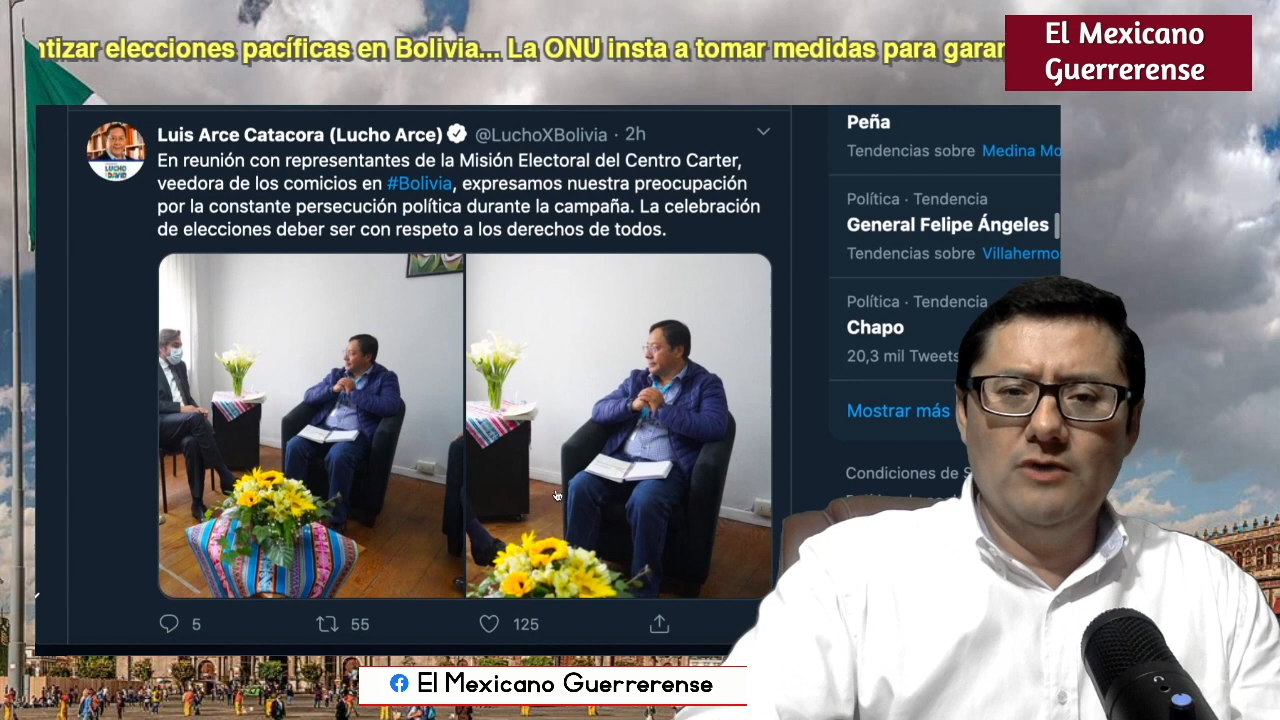 ntizar elecciones pacíficas en Bolivia... La ONU insta a tomar medidas para garan
El Mexicano
Guerrerense
Luis Arce Catacora (Lucho Arce) @LuchoXBolivia · 2h
En reunión con representantes de la Misión Electoral del Centro Carter,
veedora de los comicios en #Bolivia, expresamos nuestra preocupación
por la constante persecución política durante la campaña. La celebración
de elecciones deber ser con respeto a los derechos de todos.
5 55 125
Peña
Tendencias sobre Medina Mo
Política · Tendencia
General Felipe Ángeles
Tendencias sobre Villahermo
Política · Tendencia
Chapo
20,3 mil Tweets
Mostrar más
Condiciones de S
El Mexicano Guerrerense